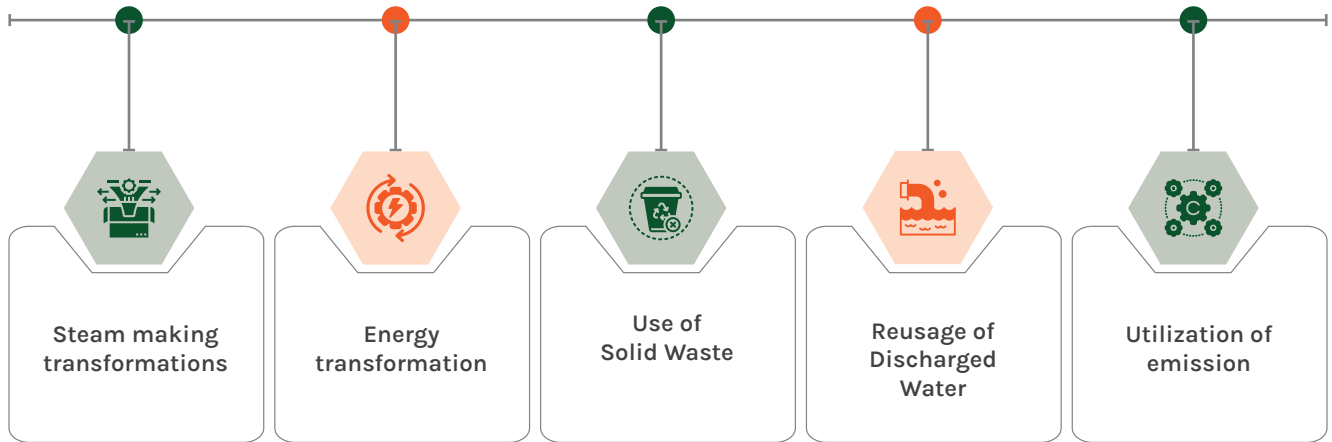 Steam making
transformations
Energy
transformation
Use of
Solid Waste
Reusage of
Discharged
Water
Utilization of
emission